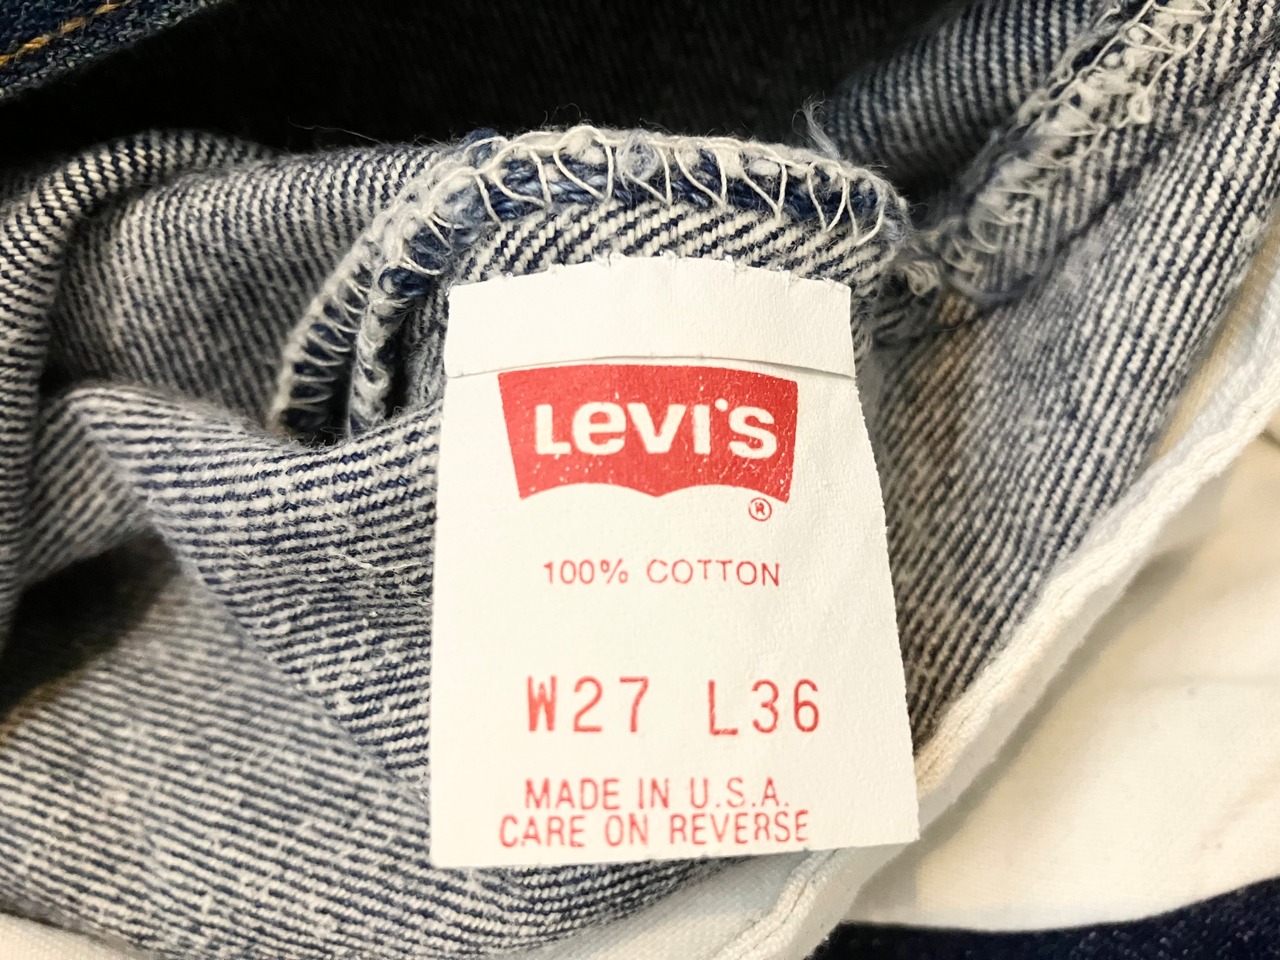 LEVI'S
®
100% COTTON
W27 L36
MADE IN U.S.A.
CARE ON REVERSE